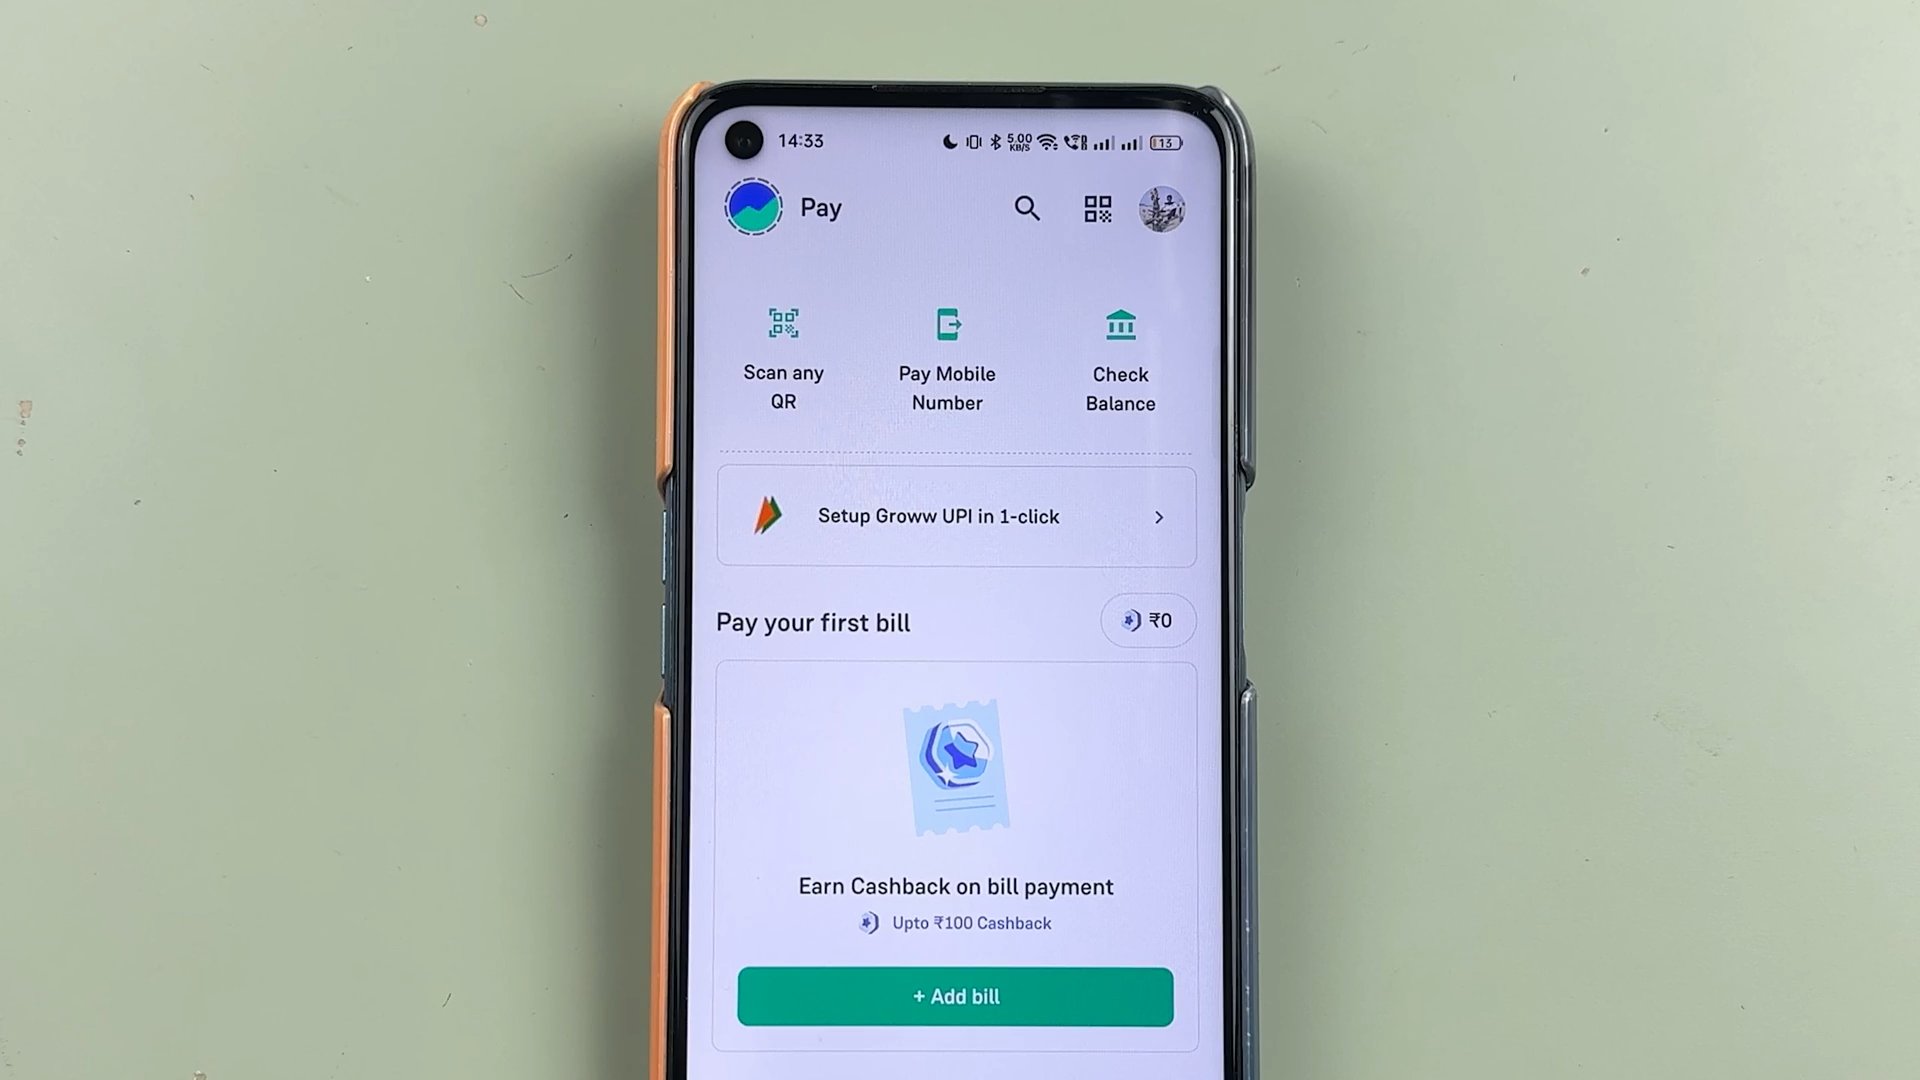 14:33
5.00
KB/S
13
Pay
Scan any
QR
Pay Mobile
Number
Check
Balance
Setup Groww UPI in 1-click
Pay your first bill
₹0
Earn Cashback on bill payment
Upto ₹100 Cashback
+ Add bill